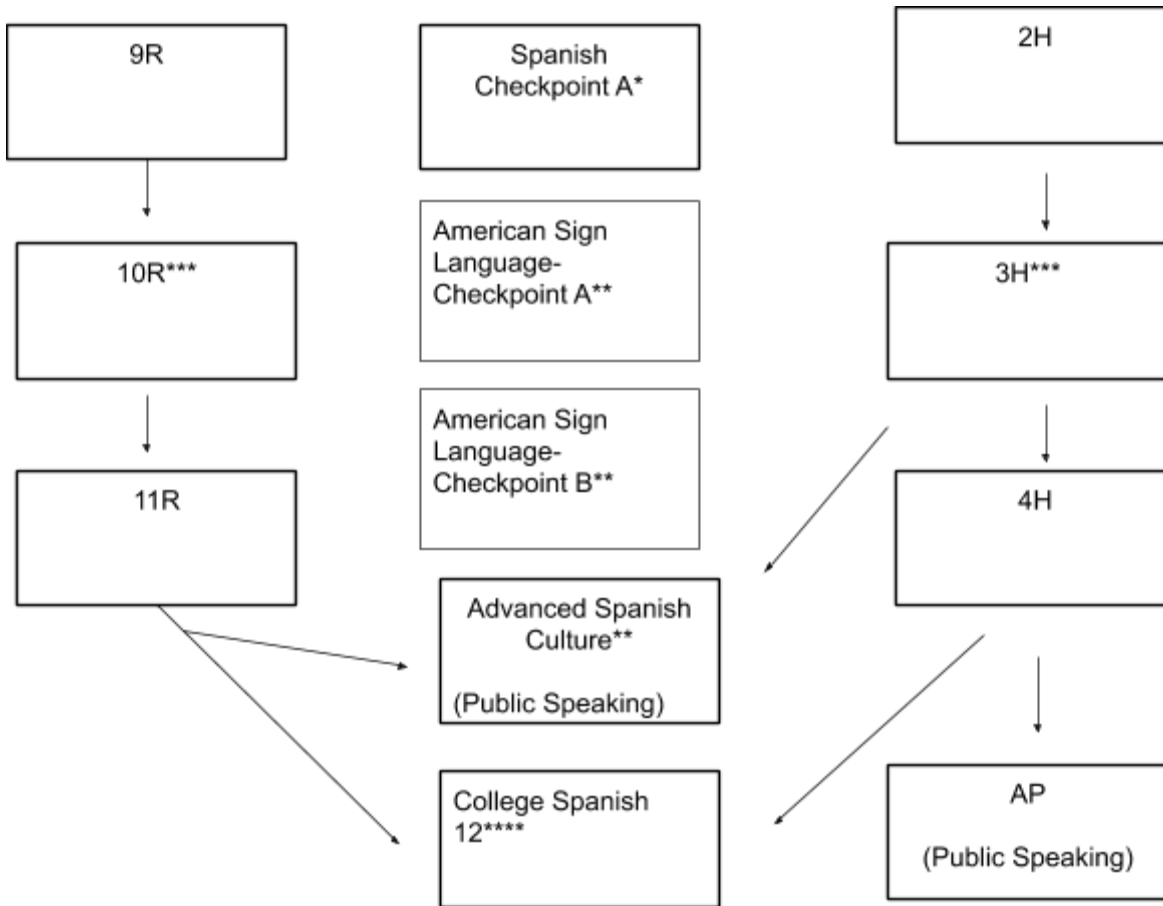 9R
Spanish
Checkpoint A*
2H
10R***
American Sign
Language-
Checkpoint A**
3H***
11R
American Sign
Language-
Checkpoint B**
4H
Advanced Spanish
Culture**
(Public Speaking)
College Spanish
12****
AP
(Public Speaking)